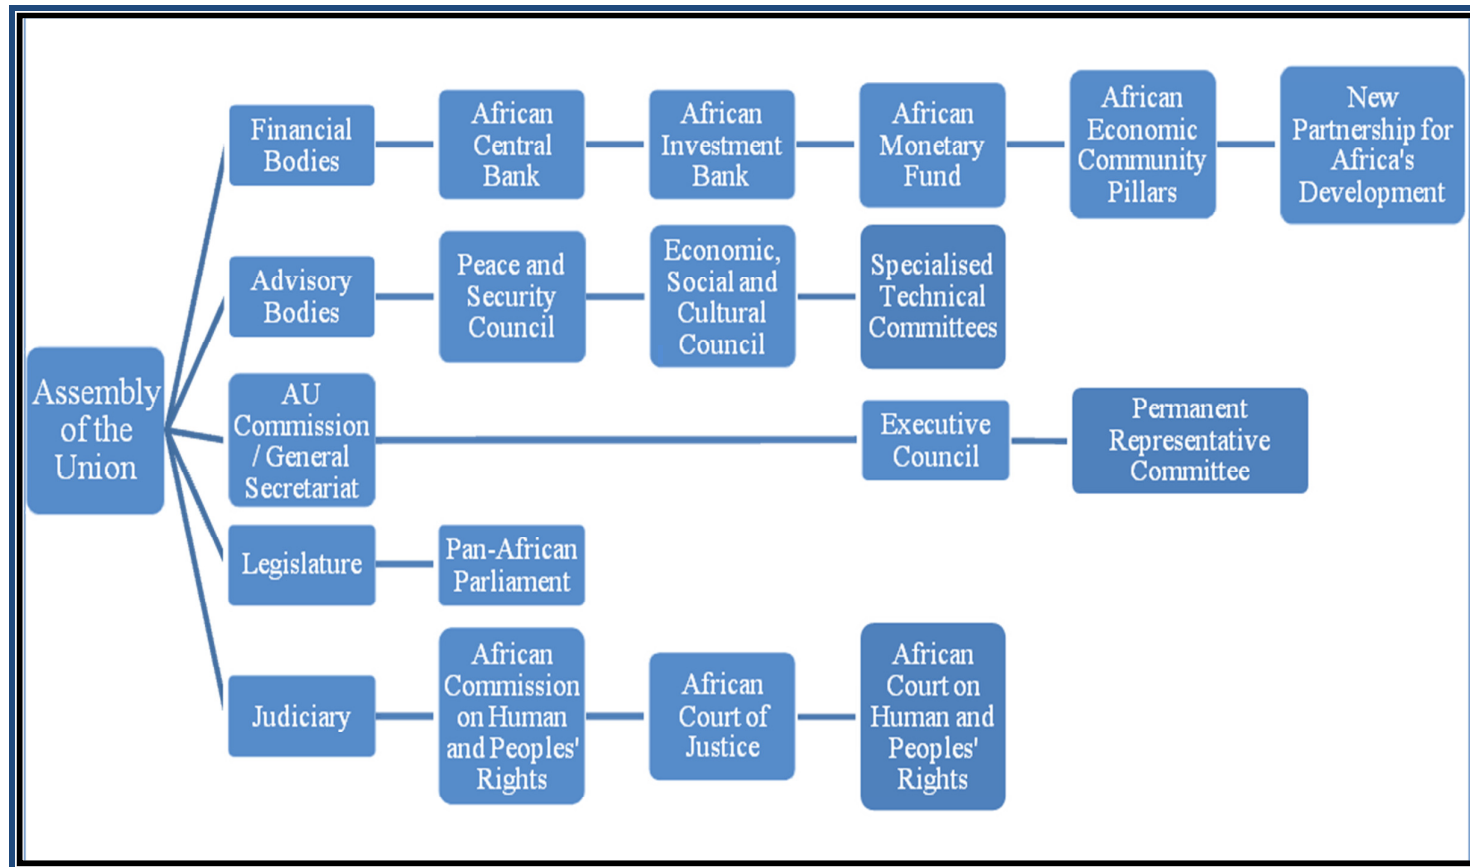 Assembly
of the
Union
Financial
Bodies
African
Central
Bank
African
Investment
Bank
African
Monetary
Fund
African
Economic
Community
Pillars
New
Partnership for
Africa's
Development
Advisory
Bodies
Peace and
Security
Council
Economic,
Social and
Cultural
Council
Specialised
Technical
Committees
AU
Commission
/ General
Secretariat
Executive
Council
Permanent
Representative
Committee
Legislature
Pan-African
Parliament
Judiciary
African
Commission
on Human
and Peoples'
Rights
African
Court of
Justice
African
Court on
Human and
Peoples'
Rights